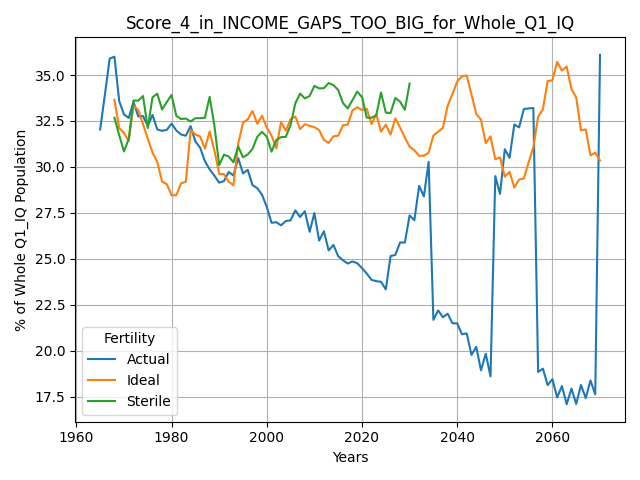 Score_4_in_INCOME_GAPS_TOO_BIG_for_Whole_Q1_IQ
% of Whole Q1_IQ Population
35.0
32.5
30.0
27.5
25.0
22.5
20.0
17.5
Fertility
Actual
Ideal
Sterile
1960
1980
2000
2020
2040
2060
Years